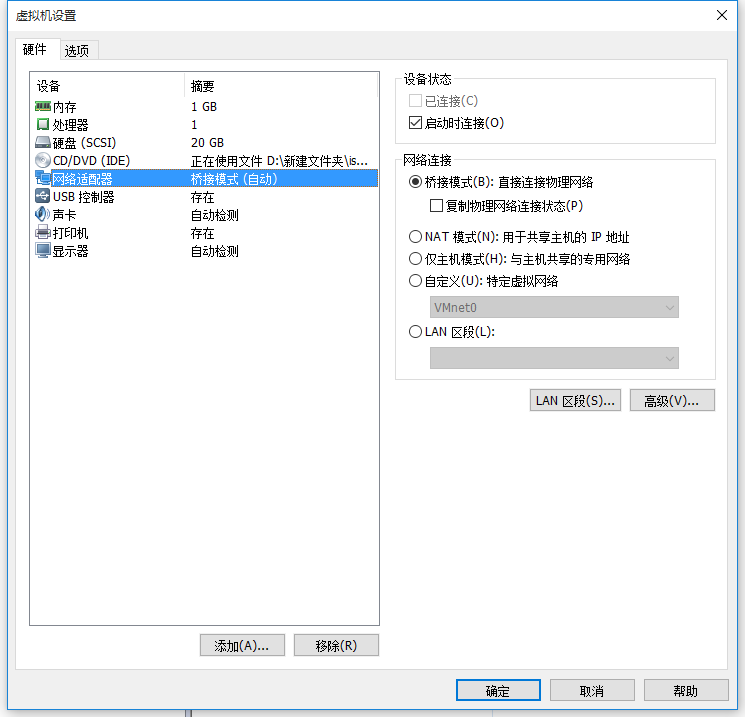 虚拟机设置
硬件 选项
设备 摘要
内存 1 GB
处理器 1
硬盘 (SCSI) 20 GB
CD/DVD (IDE) 正在使用文件 D:\新建文件夹\is...
网络适配器 桥接模式 (自动)
USB 控制器 存在
声卡 自动检测
打印机 存在
显示器 自动检测
添加(A)... 移除(R)
设备状态
已连接(C)
启动时连接(O)
网络连接
桥接模式(B): 直接连接物理网络
复制物理网络连接状态(P)
NAT 模式(N): 用于共享主机的 IP 地址
仅主机模式(H): 与主机共享的专用网络
自定义(U): 特定虚拟网络
VMnet0
LAN 区段(L):
LAN 区段(S)... 高级(V)...
确定 取消 帮助